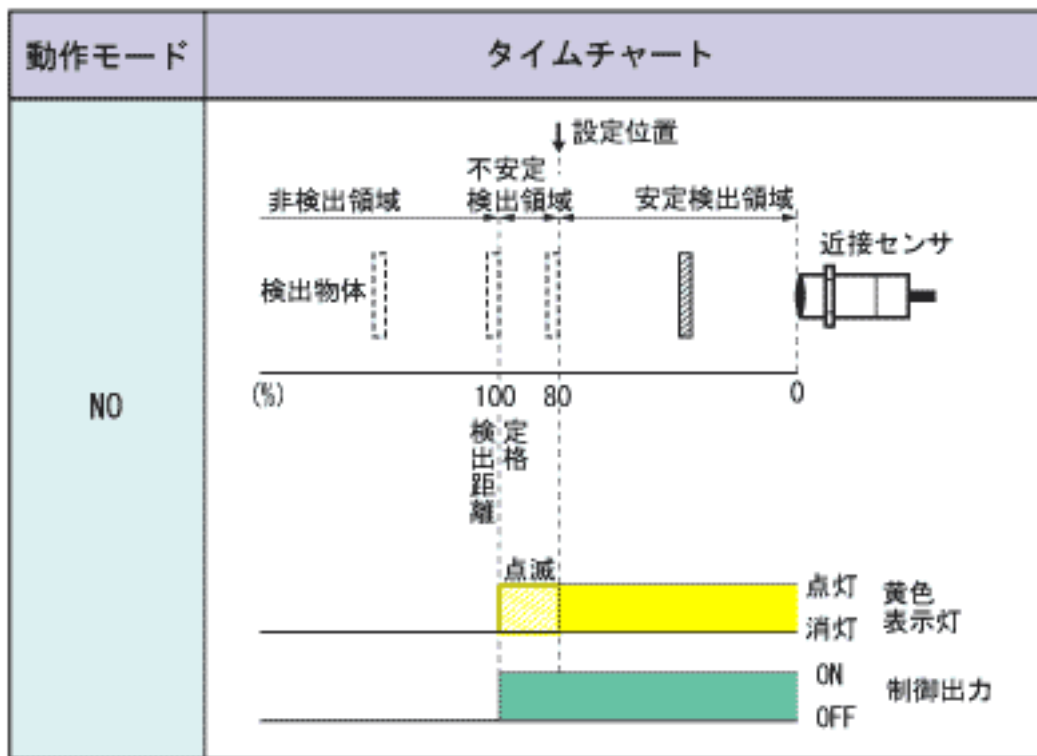 動作モード
タイムチャート
NO
設定位置
不安定
非検出領域
検出領域
安定検出領域
近接センサ
検出物体
(%)
100
80
0
定格
検出距離
点滅
点灯
消灯
黄色
表示灯
ON
OFF
制御出力